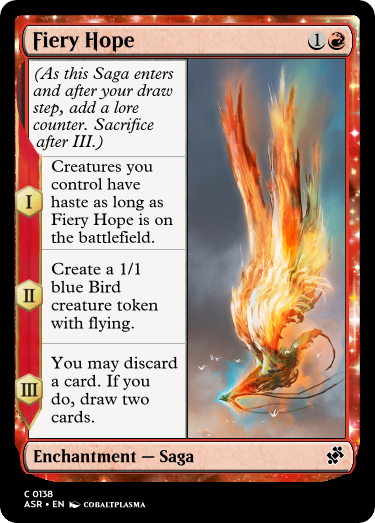 Fiery Hope
1
(As this Saga enters
and after your draw
step, add a lore
counter. Sacrifice
after III.)
I
Creatures you
control have
haste as long as
Fiery Hope is on
the battlefield.
II
Create a 1/1
blue Bird
creature token
with flying.
III
You may discard
a card. If you
do, draw two
cards.
Enchantment — Saga
C 0138
ASR • EN COBALTPLASMA